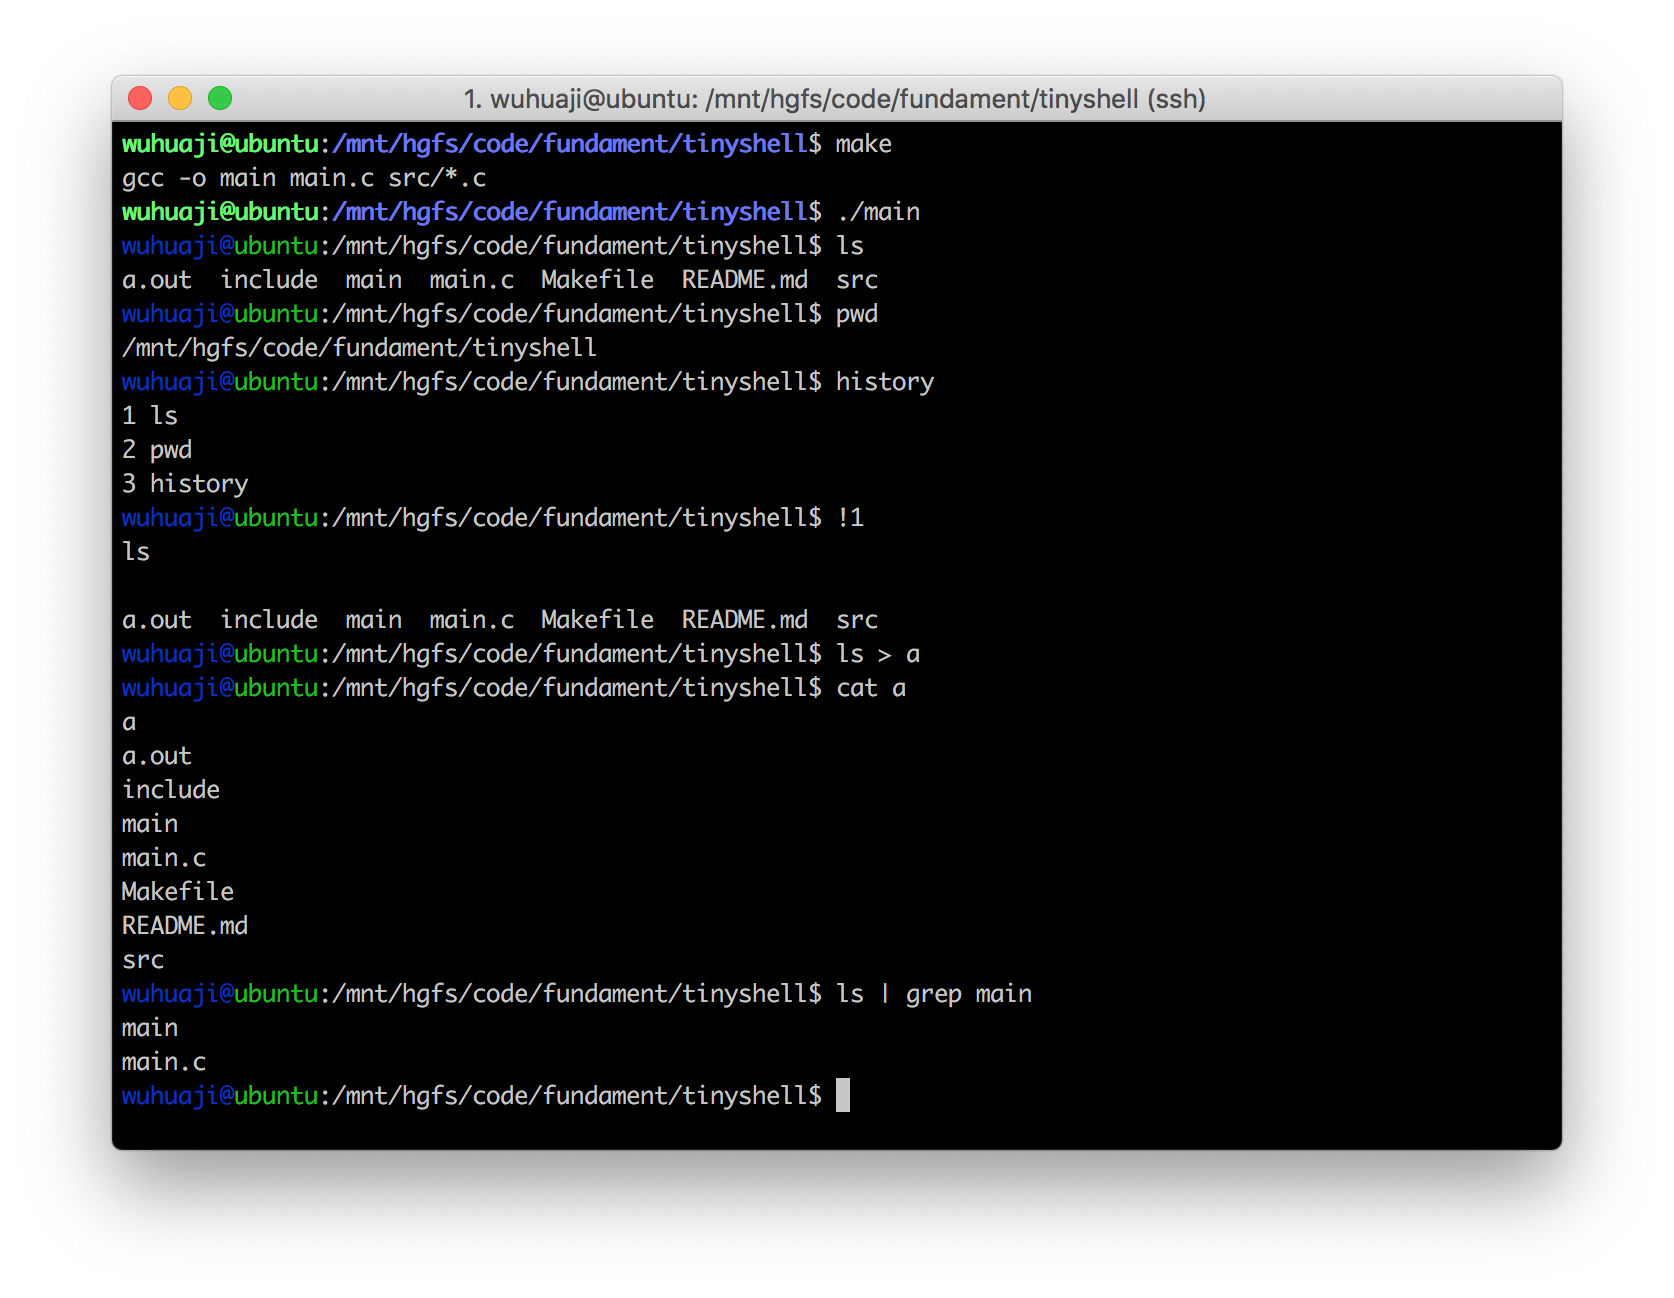 1. wuhuaji@ubuntu: /mnt/hgfs/code/fundament/tinyshell (ssh)
wuhuaji@ubuntu:/mnt/hgfs/code/fundament/tinyshell$ make
gcc -o main main.c src/*.c
wuhuaji@ubuntu:/mnt/hgfs/code/fundament/tinyshell$ ./main
wuhuaji@ubuntu:/mnt/hgfs/code/fundament/tinyshell$ ls
a.out  include  main  main.c  Makefile  README.md  src
wuhuaji@ubuntu:/mnt/hgfs/code/fundament/tinyshell$ pwd
/mnt/hgfs/code/fundament/tinyshell
wuhuaji@ubuntu:/mnt/hgfs/code/fundament/tinyshell$ history
1 ls
2 pwd
3 history
wuhuaji@ubuntu:/mnt/hgfs/code/fundament/tinyshell$ !1
ls
a.out  include  main  main.c  Makefile  README.md  src
wuhuaji@ubuntu:/mnt/hgfs/code/fundament/tinyshell$ ls > a
wuhuaji@ubuntu:/mnt/hgfs/code/fundament/tinyshell$ cat a
a
a.out
include
main
main.c
Makefile
README.md
src
wuhuaji@ubuntu:/mnt/hgfs/code/fundament/tinyshell$ ls | grep main
main
main.c
wuhuaji@ubuntu:/mnt/hgfs/code/fundament/tinyshell$